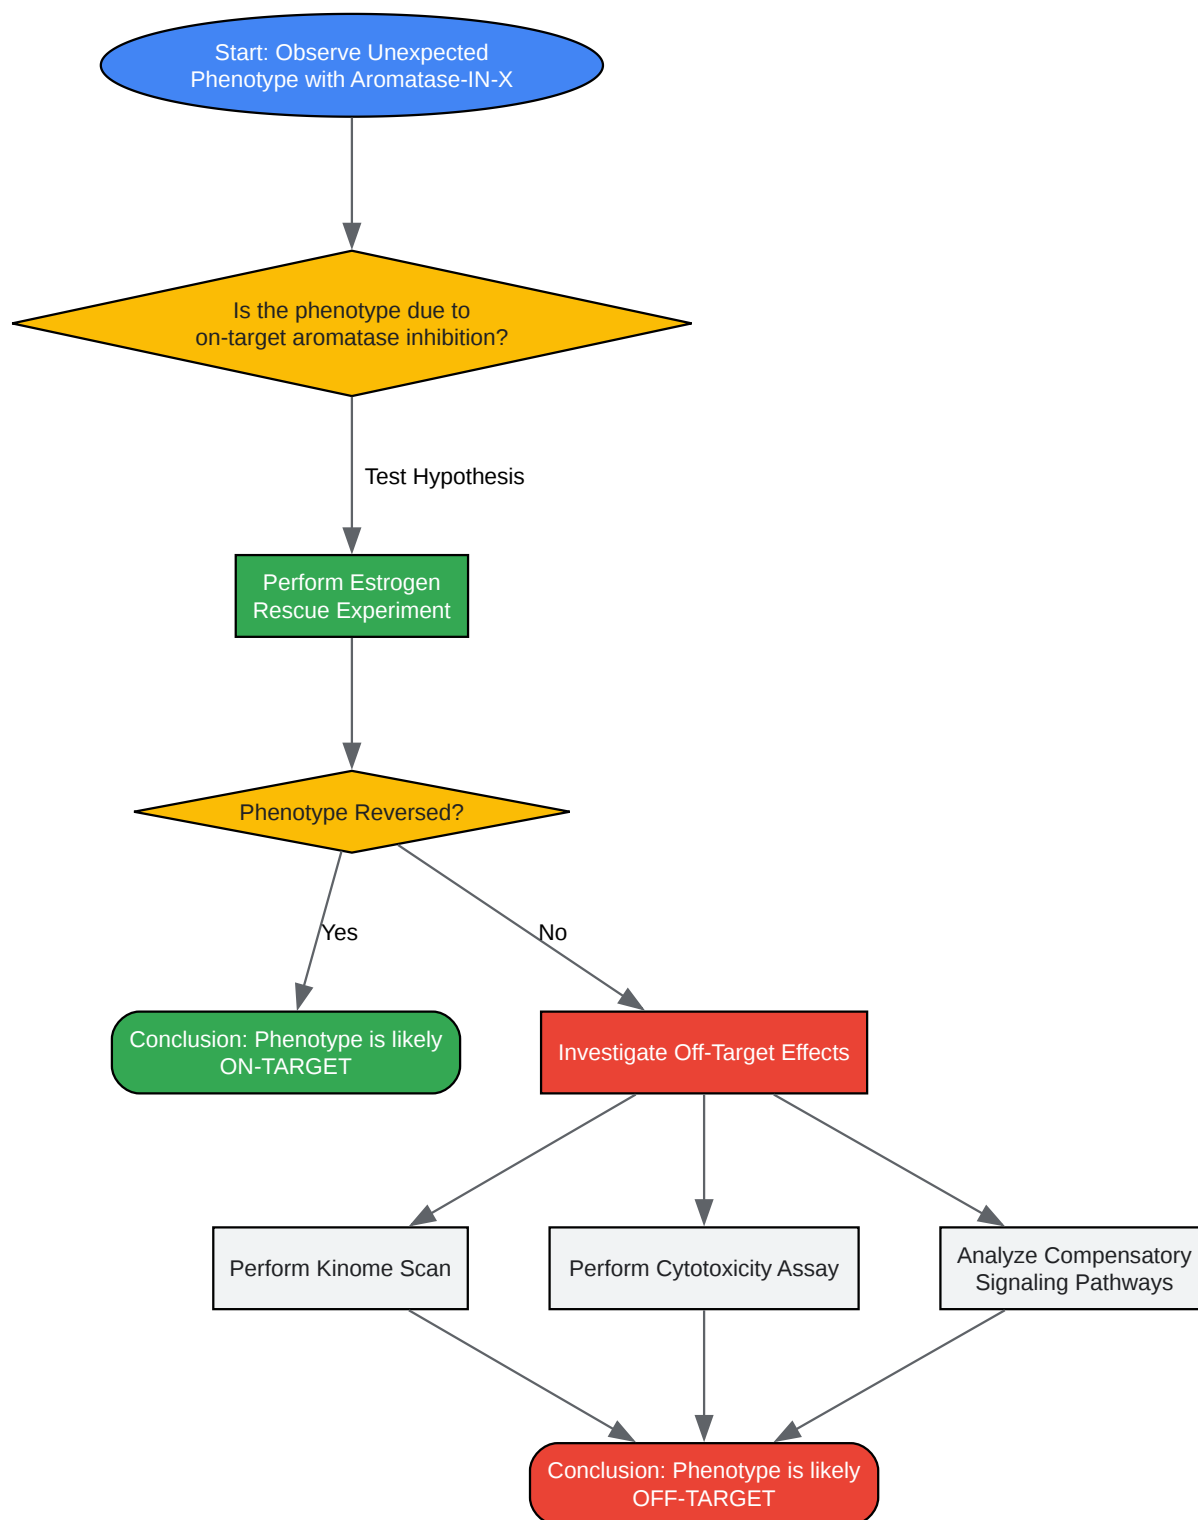 Start: Observe Unexpected
Phenotype with Aromatase-IN-X
Is the phenotype due to
on-target aromatase inhibition?
Test Hypothesis
Perform Estrogen
Rescue Experiment
Phenotype Reversed?
Yes
No
Conclusion: Phenotype is likely
ON-TARGET
Investigate Off-Target Effects
Perform Kinome Scan
Perform Cytotoxicity Assay
Analyze Compensatory
Signaling Pathways
Conclusion: Phenotype is likely
OFF-TARGET